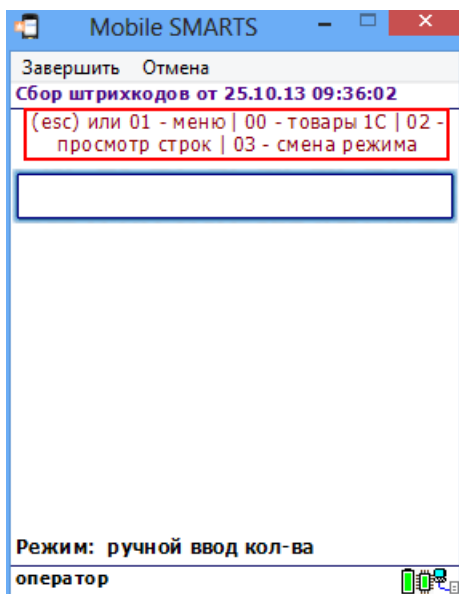 Mobile SMARTS
Завершить Отмена
Сбор штрихкодов от 25.10.13 09:36:02
(esc) или 01 - меню | 00 - товары 1С | 02 -
просмотр строк | 03 - смена режима
Режим: ручной ввод кол-ва
оператор